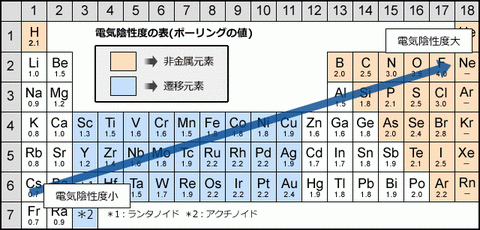 1 2 3 4 5 6 7 8 9 10 11 12 13 14 15 16 17 18
電気陰性度の表(ポーリングの値)
非金属元素
遷移元素
電気陰性度大
1 H
2.1
2 Li Be B C N O F Ne
1.0 1.5 2.0 2.5 3.0 4.0 ―
3 Na Mg Al Si P S Cl Ar
0.9 1.2 1.5 1.8 2.1 2.5 3.0 ―
4 K Ca Sc Ti V Cr Mn Fe Co Ni Cu Zn Ga Ge As Se Br Kr
0.8 1.0 1.3 1.5 1.6 1.6 1.5 1.8 1.9 1.6 1.6 1.8 2.0 2.4 2.8 ―
5 Rb Sr Y Zr Nb Mo Tc Ru Rh Pd Ag Cd In Sn Sb Te I Xe
0.8 1.0 1.2 1.8 1.9 2.2 2.2 2.2 1.9 1.7 1.7 1.8 1.9 2.1 2.5 ―
6 Cs Ta W Re Os Ir Pt Au Hg Tl Pb Bi Po At Rn
1.5 1.7 1.9 2.2 2.2 2.2 2.4 1.9 1.8 1.8 1.9 2.0 2.2 ―
電気陰性度小
7 Fr Ra *2 *1：ランタノイド *2：アクチノイド
0.7 0.9